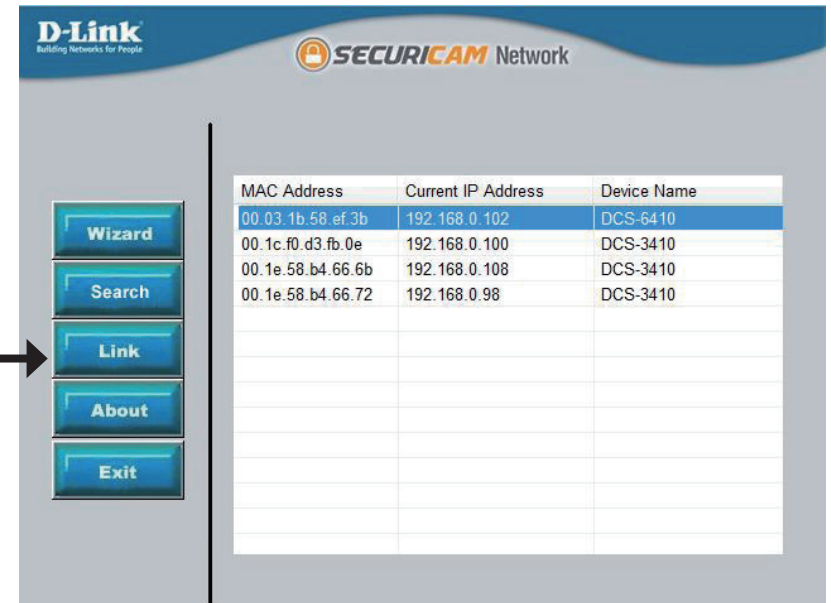 D-Link
Building Networks for People
SECURICAM Network
MAC Address Current IP Address Device Name
00.03.1b.58.ef.3b 192.168.0.102 DCS-6410
00.1c.f0.d3.fb.0e 192.168.0.100 DCS-3410
00.1e.58.b4.66.6b 192.168.0.108 DCS-3410
00.1e.58.b4.66.72 192.168.0.98 DCS-3410
Wizard
Search
Link
About
Exit